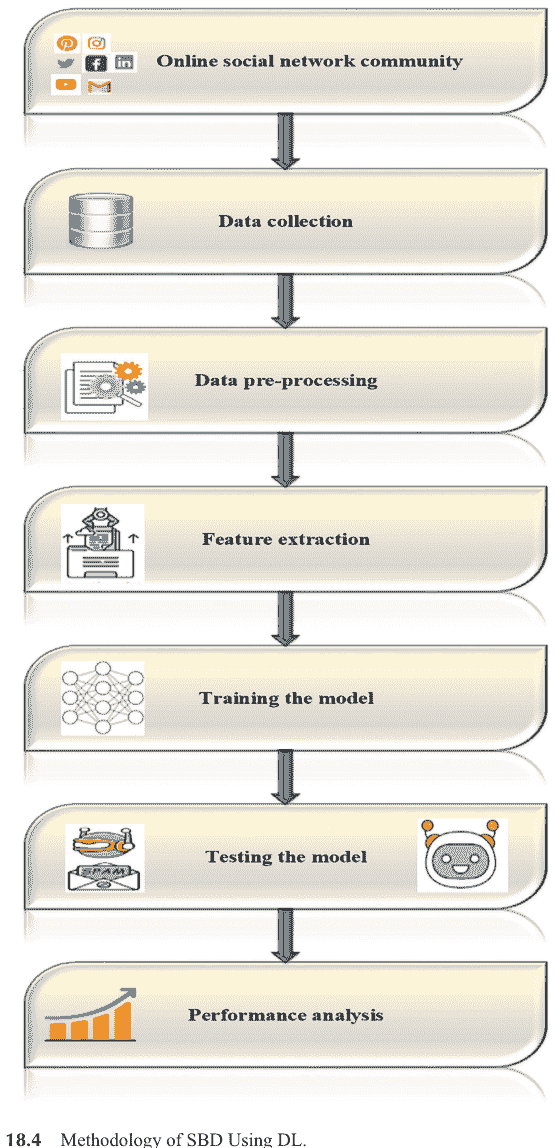 Online social network community
Data collection
Data pre-processing
Feature extraction
Training the model
SPAM
Testing the model
Performance analysis
18.4 Methodology of SBD Using DL.